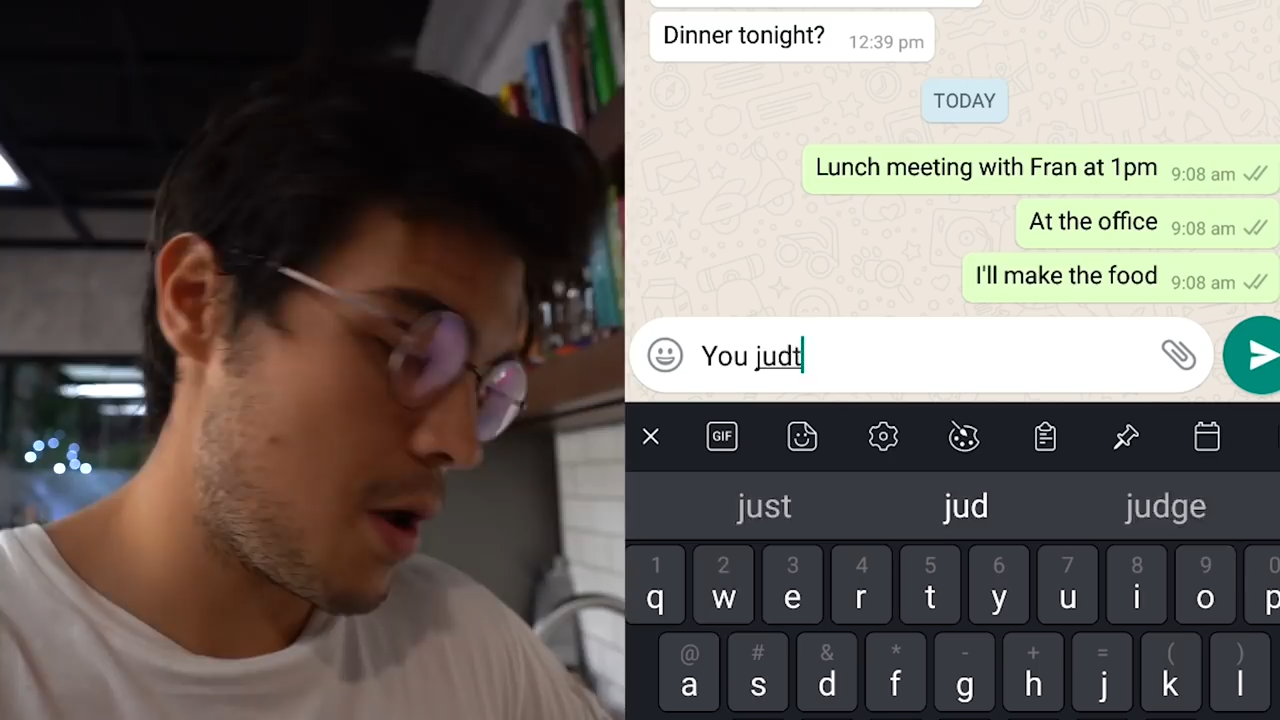 Dinner tonight? 12:39 pm
TODAY
Lunch meeting with Fran at 1pm 9:08 am
At the office 9:08 am
I'll make the food 9:08 am
You judt
GIF
just jud judge
1 2 3 4 5 6 7 8 9 0
q w e r t y u i o p
@ # & * - + = ( )
a s d f g h j k l